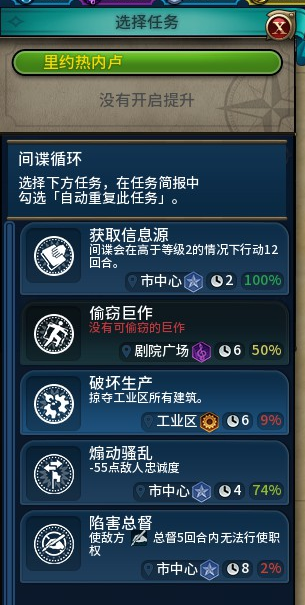 选择任务
里约热内卢
没有开启提升
间谍循环
选择下方任务，在任务简报中
勾选「自动重复此任务」。
获取信息源
间谍会在高于等级2的情况下行动12
回合。
市中心 2 100%
偷窃巨作
没有可偷窃的巨作
剧院广场 6 50%
破坏生产
掠夺工业区所有建筑。
工业区 6 9%
煽动骚乱
-55点敌人忠诚度
市中心 4 74%
陷害总督
使敌方 总督5回合内无法行使职
权
市中心 8 2%